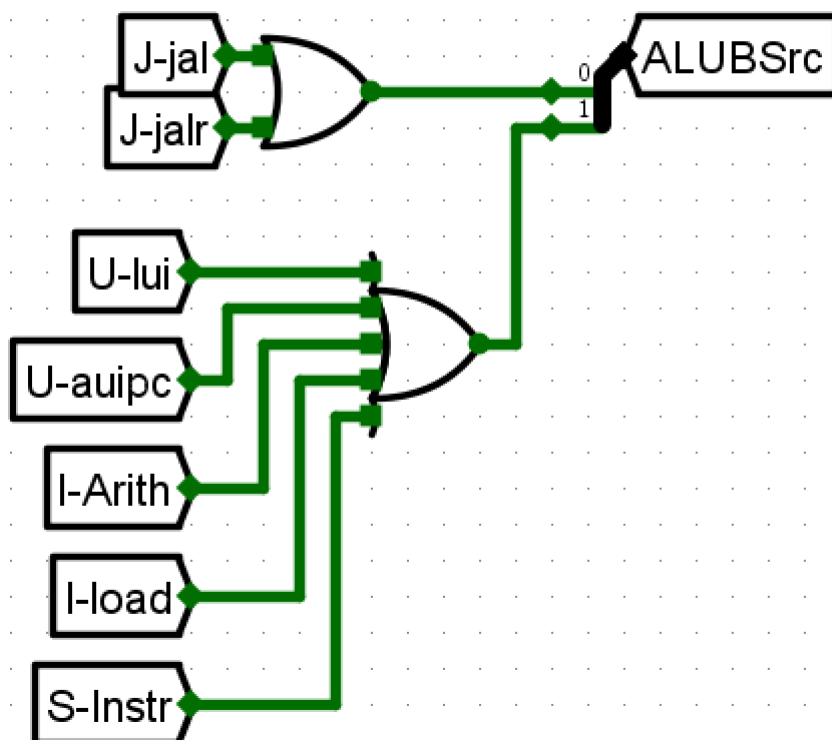 J-jal
J-jalr
0
1
ALUBSrc
U-lui
U-auipc
I-Arith
I-load
S-Instr